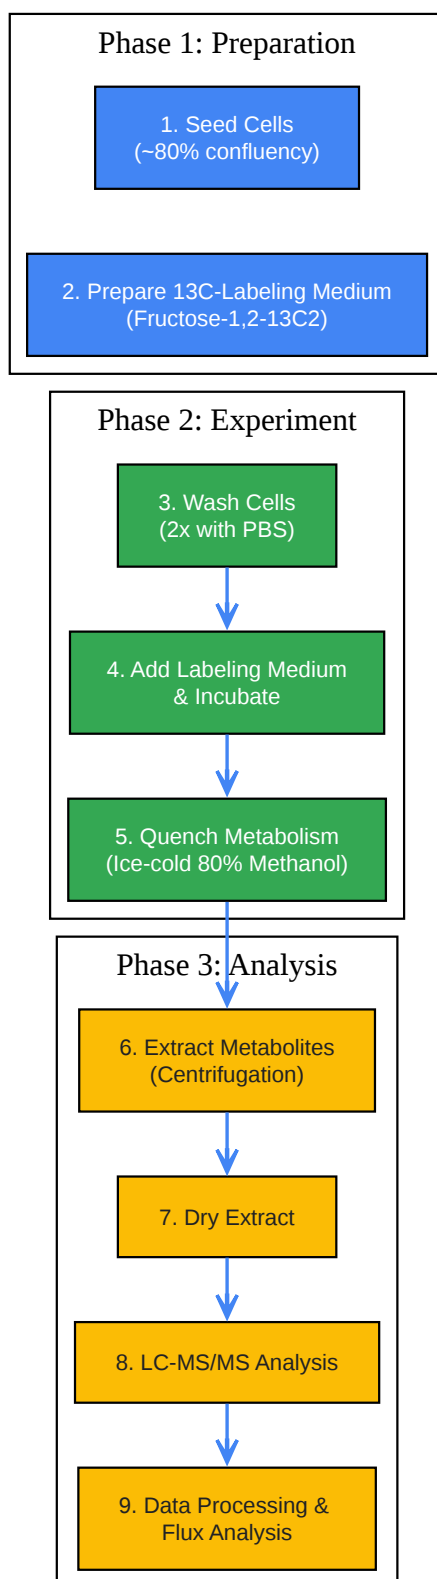 Phase 1: Preparation
1. Seed Cells
(~80% confluency)
2. Prepare 13C-Labeling Medium
(Fructose-1,2-13C2)
Phase 2: Experiment
3. Wash Cells
(2x with PBS)
4. Add Labeling Medium
& Incubate
5. Quench Metabolism
(Ice-cold 80% Methanol)
Phase 3: Analysis
6. Extract Metabolites
(Centrifugation)
7. Dry Extract
8. LC-MS/MS Analysis
9. Data Processing &
Flux Analysis